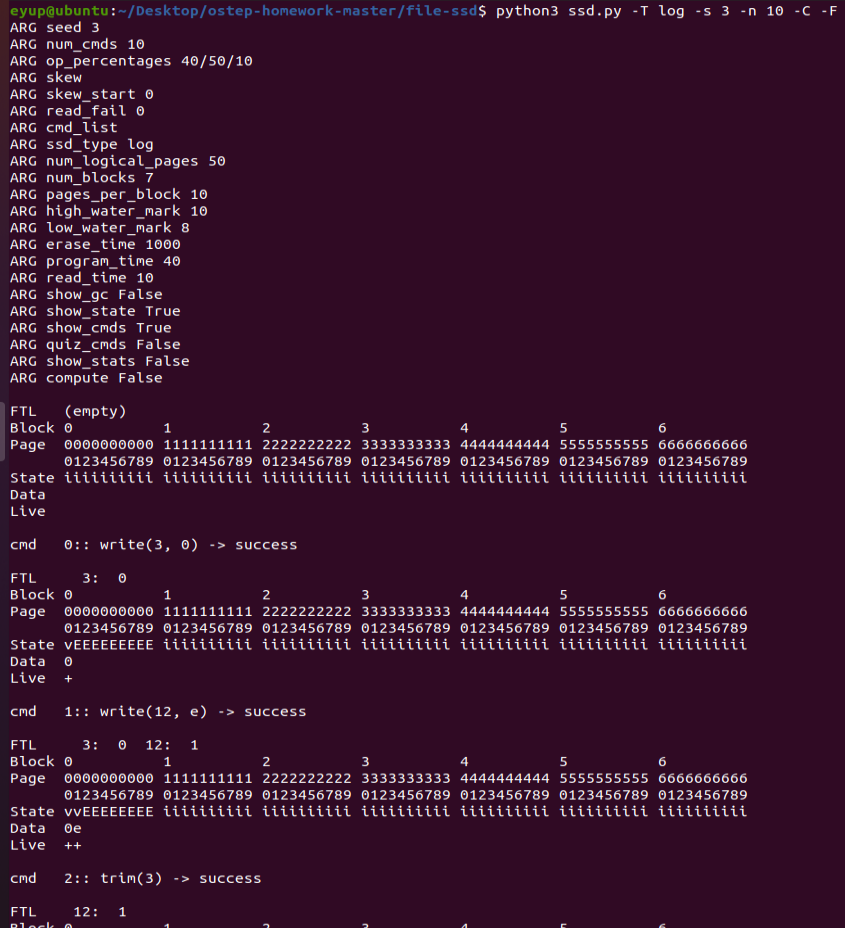 eyup@ubuntu:~/Desktop/ostep-homework-master/file-ssd$ python3 ssd.py -T log -s 3 -n 10 -C -F
ARG seed 3
ARG num_cmds 10
ARG op_percentages 40/50/10
ARG skew
ARG skew_start 0
ARG read_fail 0
ARG cmd_list
ARG ssd_type log
ARG num_logical_pages 50
ARG num_blocks 7
ARG pages_per_block 10
ARG high_water_mark 10
ARG low_water_mark 8
ARG erase_time 1000
ARG program_time 40
ARG read_time 10
ARG show_gc False
ARG show_state True
ARG show_cmds True
ARG quiz_cmds False
ARG show_stats False
ARG compute False

FTL   (empty)
Block 0          1          2          3          4          5          6
Page  0000000000 1111111111 2222222222 3333333333 4444444444 5555555555 6666666666
      0123456789 0123456789 0123456789 0123456789 0123456789 0123456789 0123456789
State iiiiiiiiii iiiiiiiiii iiiiiiiiii iiiiiiiiii iiiiiiiiii iiiiiiiiii iiiiiiiiii
Data
Live

cmd   0:: write(3, 0) -> success

FTL     3:  0
Block 0          1          2          3          4          5          6
Page  0000000000 1111111111 2222222222 3333333333 4444444444 5555555555 6666666666
      0123456789 0123456789 0123456789 0123456789 0123456789 0123456789 0123456789
State vEEEEEEEEE iiiiiiiiii iiiiiiiiii iiiiiiiiii iiiiiiiiii iiiiiiiiii iiiiiiiiii
Data  0
Live  +

cmd   1:: write(12, e) -> success

FTL     3:  0  12:  1
Block 0          1          2          3          4          5          6
Page  0000000000 1111111111 2222222222 3333333333 4444444444 5555555555 6666666666
      0123456789 0123456789 0123456789 0123456789 0123456789 0123456789 0123456789
State vvEEEEEEEE iiiiiiiiii iiiiiiiiii iiiiiiiiii iiiiiiiiii iiiiiiiiii iiiiiiiiii
Data  0e
Live  ++

cmd   2:: trim(3) -> success

FTL    12:  1
Block 0          1          2          3          4          5          6